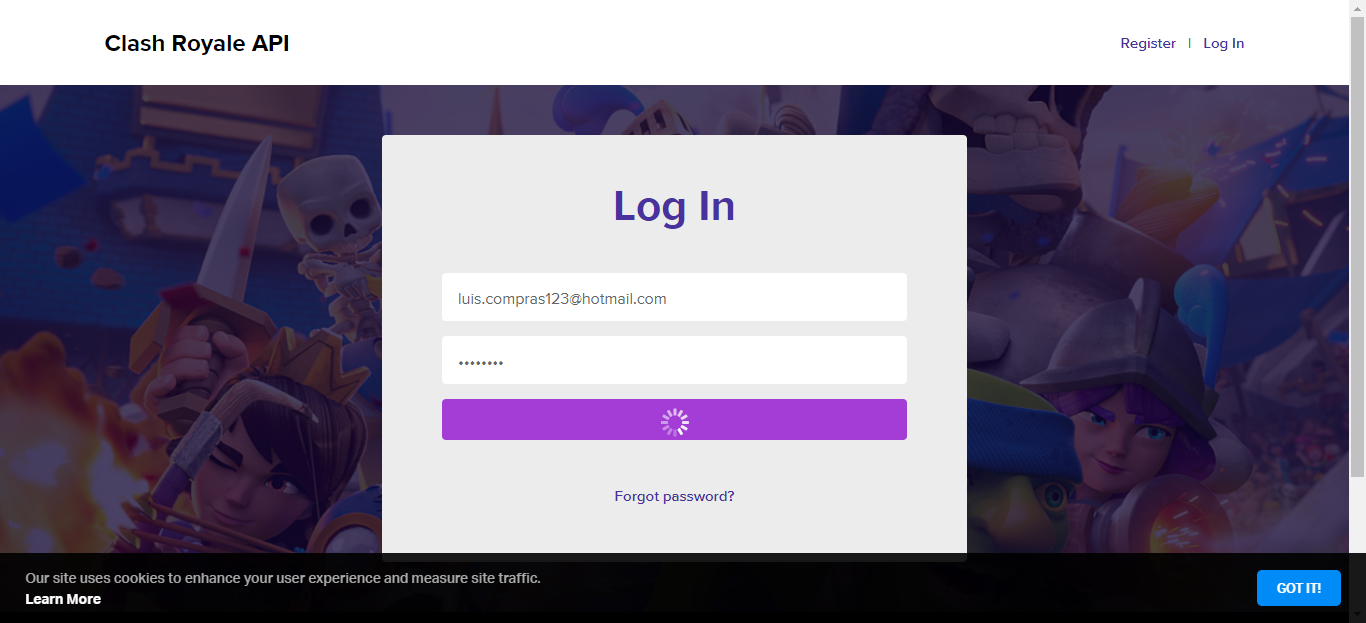 Clash Royale API
Register | Log In
Log In
luis.compras123@hotmail.com
••••••••
Forgot password?
Our site uses cookies to enhance your user experience and measure site traffic.
Learn More
GOT IT!